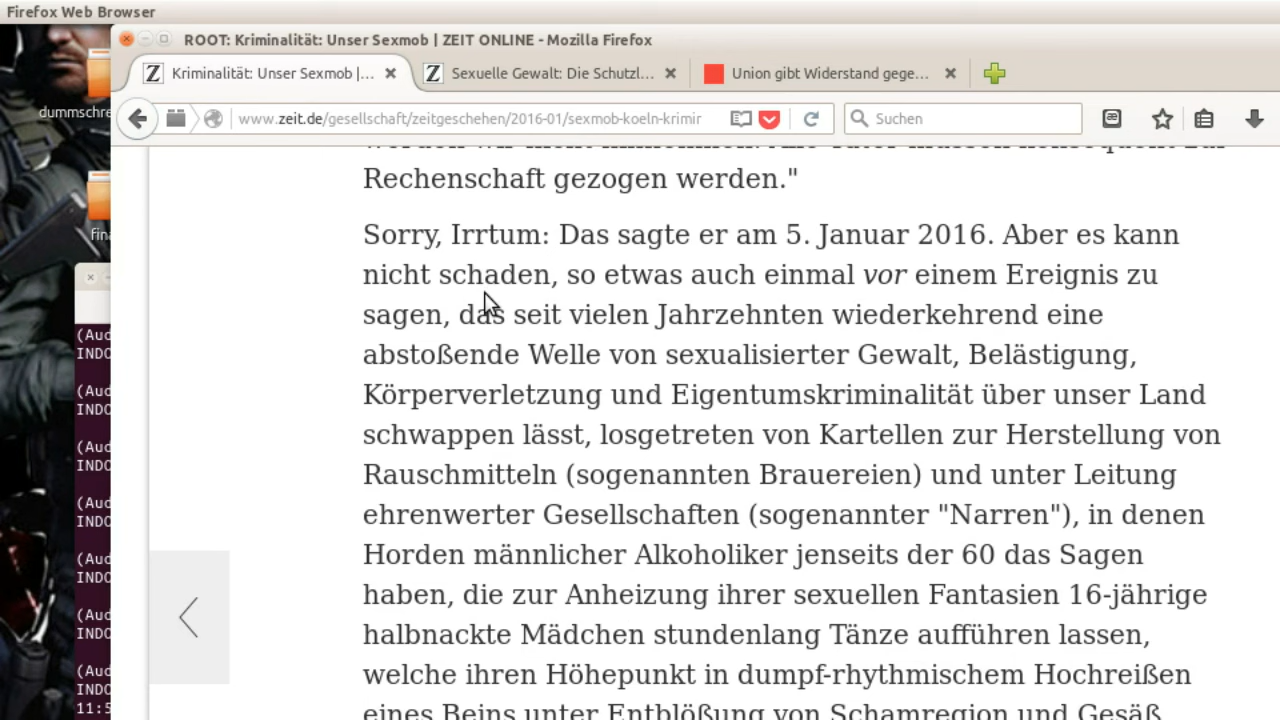 Firefox Web Browser
ROOT: Kriminalität: Unser Sexmob | ZEIT ONLINE - Mozilla Firefox
Kriminalität: Unser Sexmob |...
Sexuelle Gewalt: Die Schutzl...
Union gibt Widerstand gege...
www.zeit.de/gesellschaft/zeitgeschehen/2016-01/sexmob-koeln-krimir
Suchen
dummschre
fin
Rechenschaft gezogen werden."
Sorry, Irrtum: Das sagte er am 5. Januar 2016. Aber es kann
nicht schaden, so etwas auch einmal vor einem Ereignis zu
sagen, das seit vielen Jahrzehnten wiederkehrend eine
abstoßende Welle von sexualisierter Gewalt, Belästigung,
Körperverletzung und Eigentumskriminalität über unser Land
schwappen lässt, losgetreten von Kartellen zur Herstellung von
Rauschmitteln (sogenannten Brauereien) und unter Leitung
ehrenwerter Gesellschaften (sogenannter "Narren"), in denen
Horden männlicher Alkoholiker jenseits der 60 das Sagen
haben, die zur Anheizung ihrer sexuellen Fantasien 16-jährige
halbnackte Mädchen stundenlang Tänze aufführen lassen,
welche ihren Höhepunkt in dumpf-rhythmischem Hochreißen
eines Beins unter Entblößung von Schamregion und Gesäß
(Aud
INDO
(Aud
INDO
(Aud
INDO
(Aud
INDO
(Aud
INDO
(Aud
INDO
(Aud
INDO
11:5